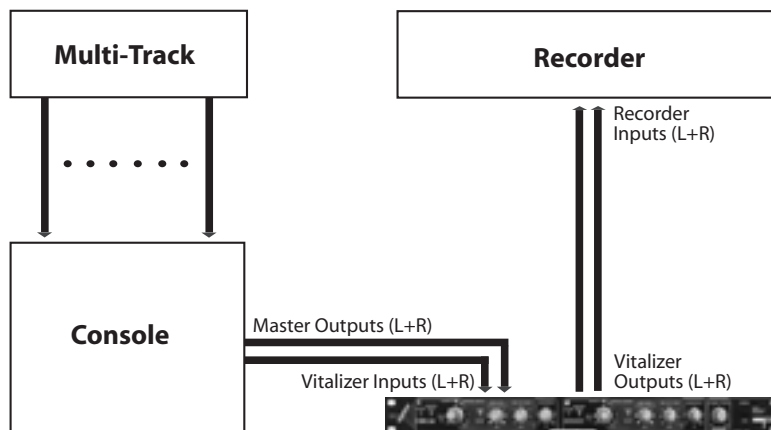 Multi-Track
Recorder
Recorder
Inputs (L+R)
Console
Master Outputs (L+R)
Vitalizer Inputs (L+R)
Vitalizer
Outputs (L+R)